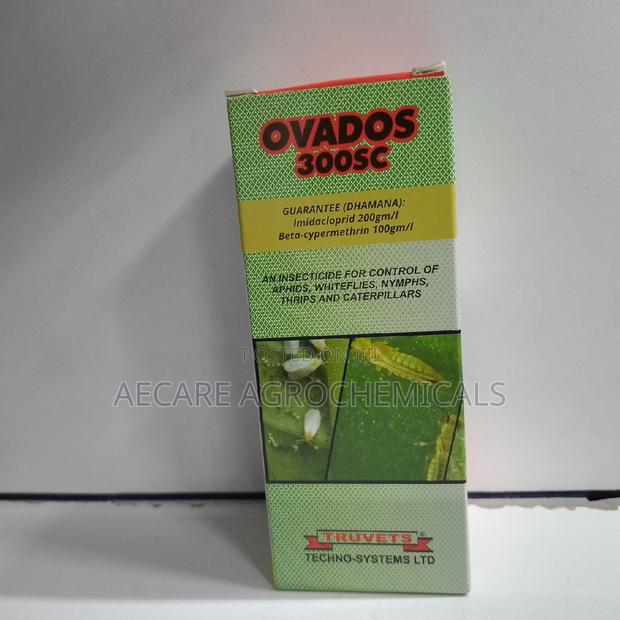 OVADOS
300SC
GUARANTEE (DHAMANA):
Imidacloprid 200gm/l
Beta-cypermethrin 100gm/l
AN INSECTICIDE FOR CONTROL OF
APHIDS, WHITEFLIES, NYMPHS,
THRIPS AND CATERPILLARS
POSTED ON JIJI
AECARE AGROCHEMICALS
TRUVETS®
TECHNO-SYSTEMS LTD